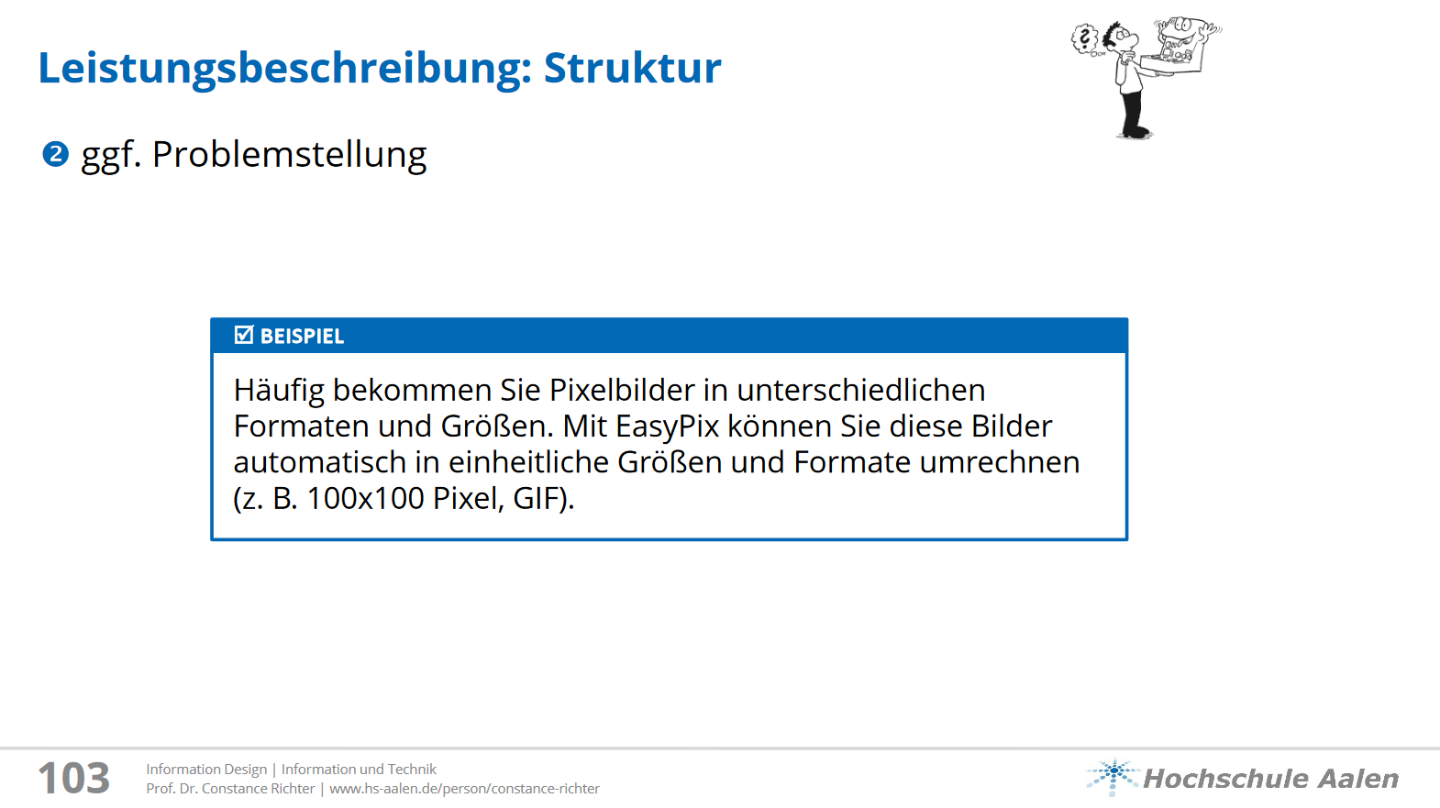 Leistungsbeschreibung: Struktur
?
❷ ggf. Problemstellung
☑ BEISPIEL
Häufig bekommen Sie Pixelbilder in unterschiedlichen
Formaten und Größen. Mit EasyPix können Sie diese Bilder
automatisch in einheitliche Größen und Formate umrechnen
(z. B. 100x100 Pixel, GIF).
103
Information Design | Information und Technik
Prof. Dr. Constance Richter | www.hs-aalen.de/person/constance-richter
Hochschule Aalen